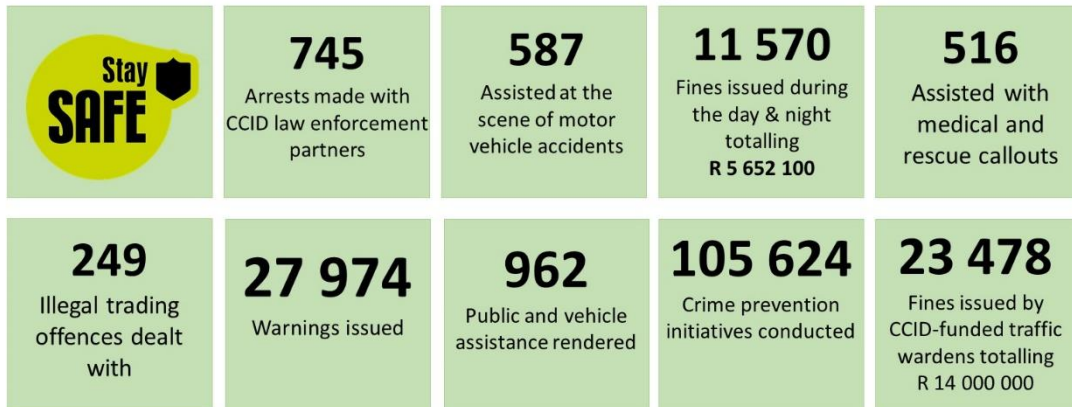 Stay
SAFE
745
Arrests made with
CCID law enforcement
partners
587
Assisted at the
scene of motor
vehicle accidents
11 570
Fines issued during
the day & night
totalling
R 5 652 100
516
Assisted with
medical and
rescue callouts
249
Illegal trading
offences dealt
with
27 974
Warnings issued
962
Public and vehicle
assistance rendered
105 624
Crime prevention
initiatives conducted
23 478
Fines issued by
CCID-funded traffic
wardens totalling
R 14 000 000